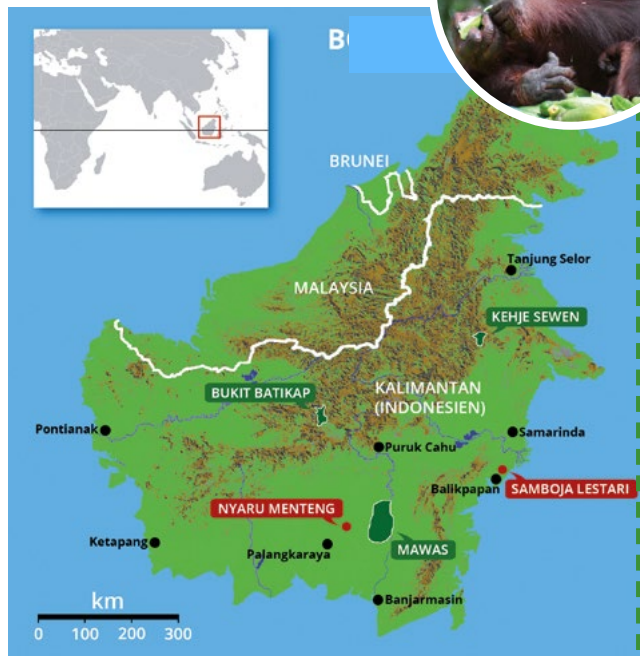 BRUNEI
Tanjung Selor
MALAYSIA
KEHJE SEWEN
BUKIT BATIKAP
KALIMANTAN
(INDONESIEN)
Pontianak
Samarinda
Puruk Cahu
Balikpapan
SAMBOJA LESTARI
NYARU MENTENG
Ketapang
Palangkaraya
MAWAS
Banjarmasin
km
0 100 200 300